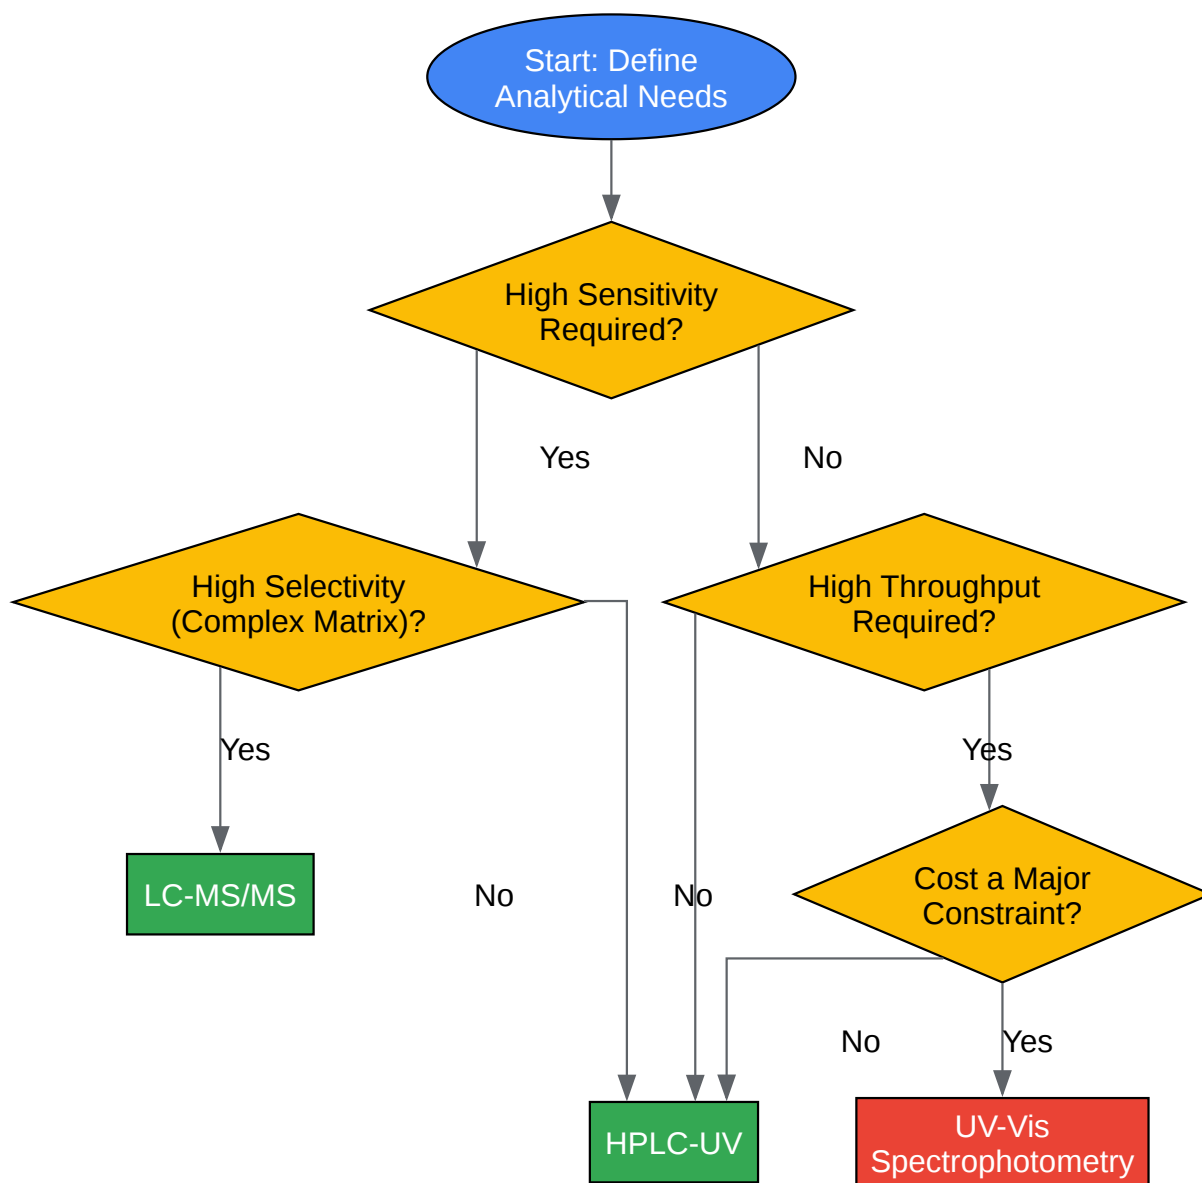 Start: Define
Analytical Needs
High Sensitivity
Required?
Yes
No
High Selectivity
(Complex Matrix)?
High Throughput
Required?
Yes
Yes
LC-MS/MS
No
No
Cost a Major
Constraint?
No
Yes
HPLC-UV
UV-Vis
Spectrophotometry